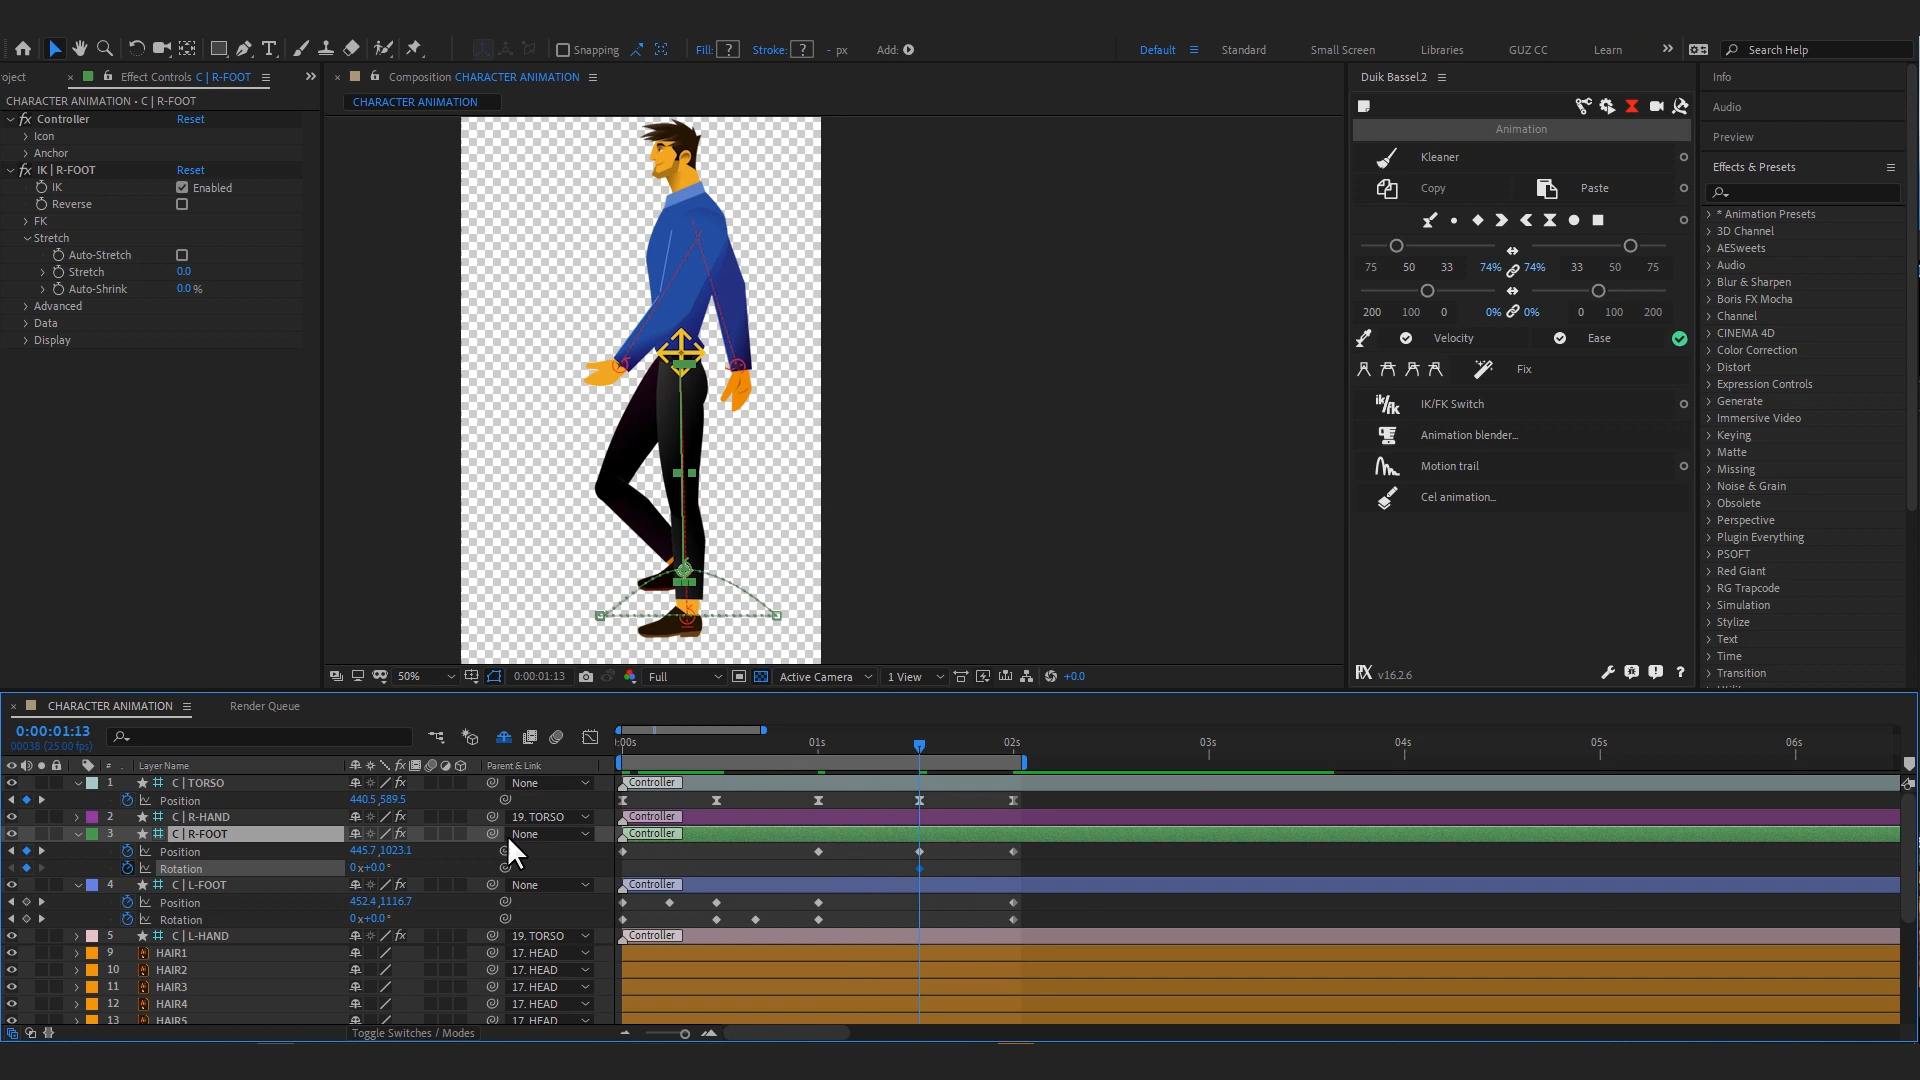 Snapping
Fill: ?
Stroke: ?
- px
Add:
Default
Standard
Small Screen
Libraries
GUZ CC
Learn
Search Help
oject
Effect Controls C | R-FOOT
Composition CHARACTER ANIMATION
Duik Bassel.2
Info
CHARACTER ANIMATION • C | R-FOOT
CHARACTER ANIMATION
Audio
fx Controller Reset
Icon
Anchor
fx IK | R-FOOT Reset
IK Enabled
Reverse
FK
Stretch
Auto-Stretch
Stretch 0.0
Auto-Shrink 0.0 %
Advanced
Data
Display
Animation
Kleaner
Copy Paste
75 50 33 74% 74% 33 50 75
200 100 0 0% 0% 0 100 200
Velocity Ease
Fix
IK/FK Switch
Animation blender...
Motion trail
Cel animation...
v16.2.6
Preview
Effects & Presets
* Animation Presets
3D Channel
AESweets
Audio
Blur & Sharpen
Boris FX Mocha
Channel
CINEMA 4D
Color Correction
Distort
Expression Controls
Generate
Immersive Video
Keying
Matte
Missing
Noise & Grain
Obsolete
Perspective
Plugin Everything
PSOFT
Red Giant
RG Trapcode
Simulation
Stylize
Text
Time
Transition
50% 0:00:01:13 Full Active Camera 1 View +0.0
CHARACTER ANIMATION Render Queue
0:00:01:13
00038 (25.00 fps)
:00s 01s 02s 03s 04s 05s 06s
# Layer Name fx Parent & Link
1 C | TORSO None Controller
Position 440.5,589.5
2 C | R-HAND fx 19. TORSO Controller
3 C | R-FOOT fx None Controller
Position 445.7,1023.1
Rotation 0x+0.0°
4 C | L-FOOT fx None Controller
Position 452.4,1116.7
Rotation 0x+0.0°
5 C | L-HAND fx 19. TORSO Controller
9 HAIR1 17. HEAD
10 HAIR2 17. HEAD
11 HAIR3 17. HEAD
12 HAIR4 17. HEAD
13 HAIR5 17. HEAD
Toggle Switches / Modes